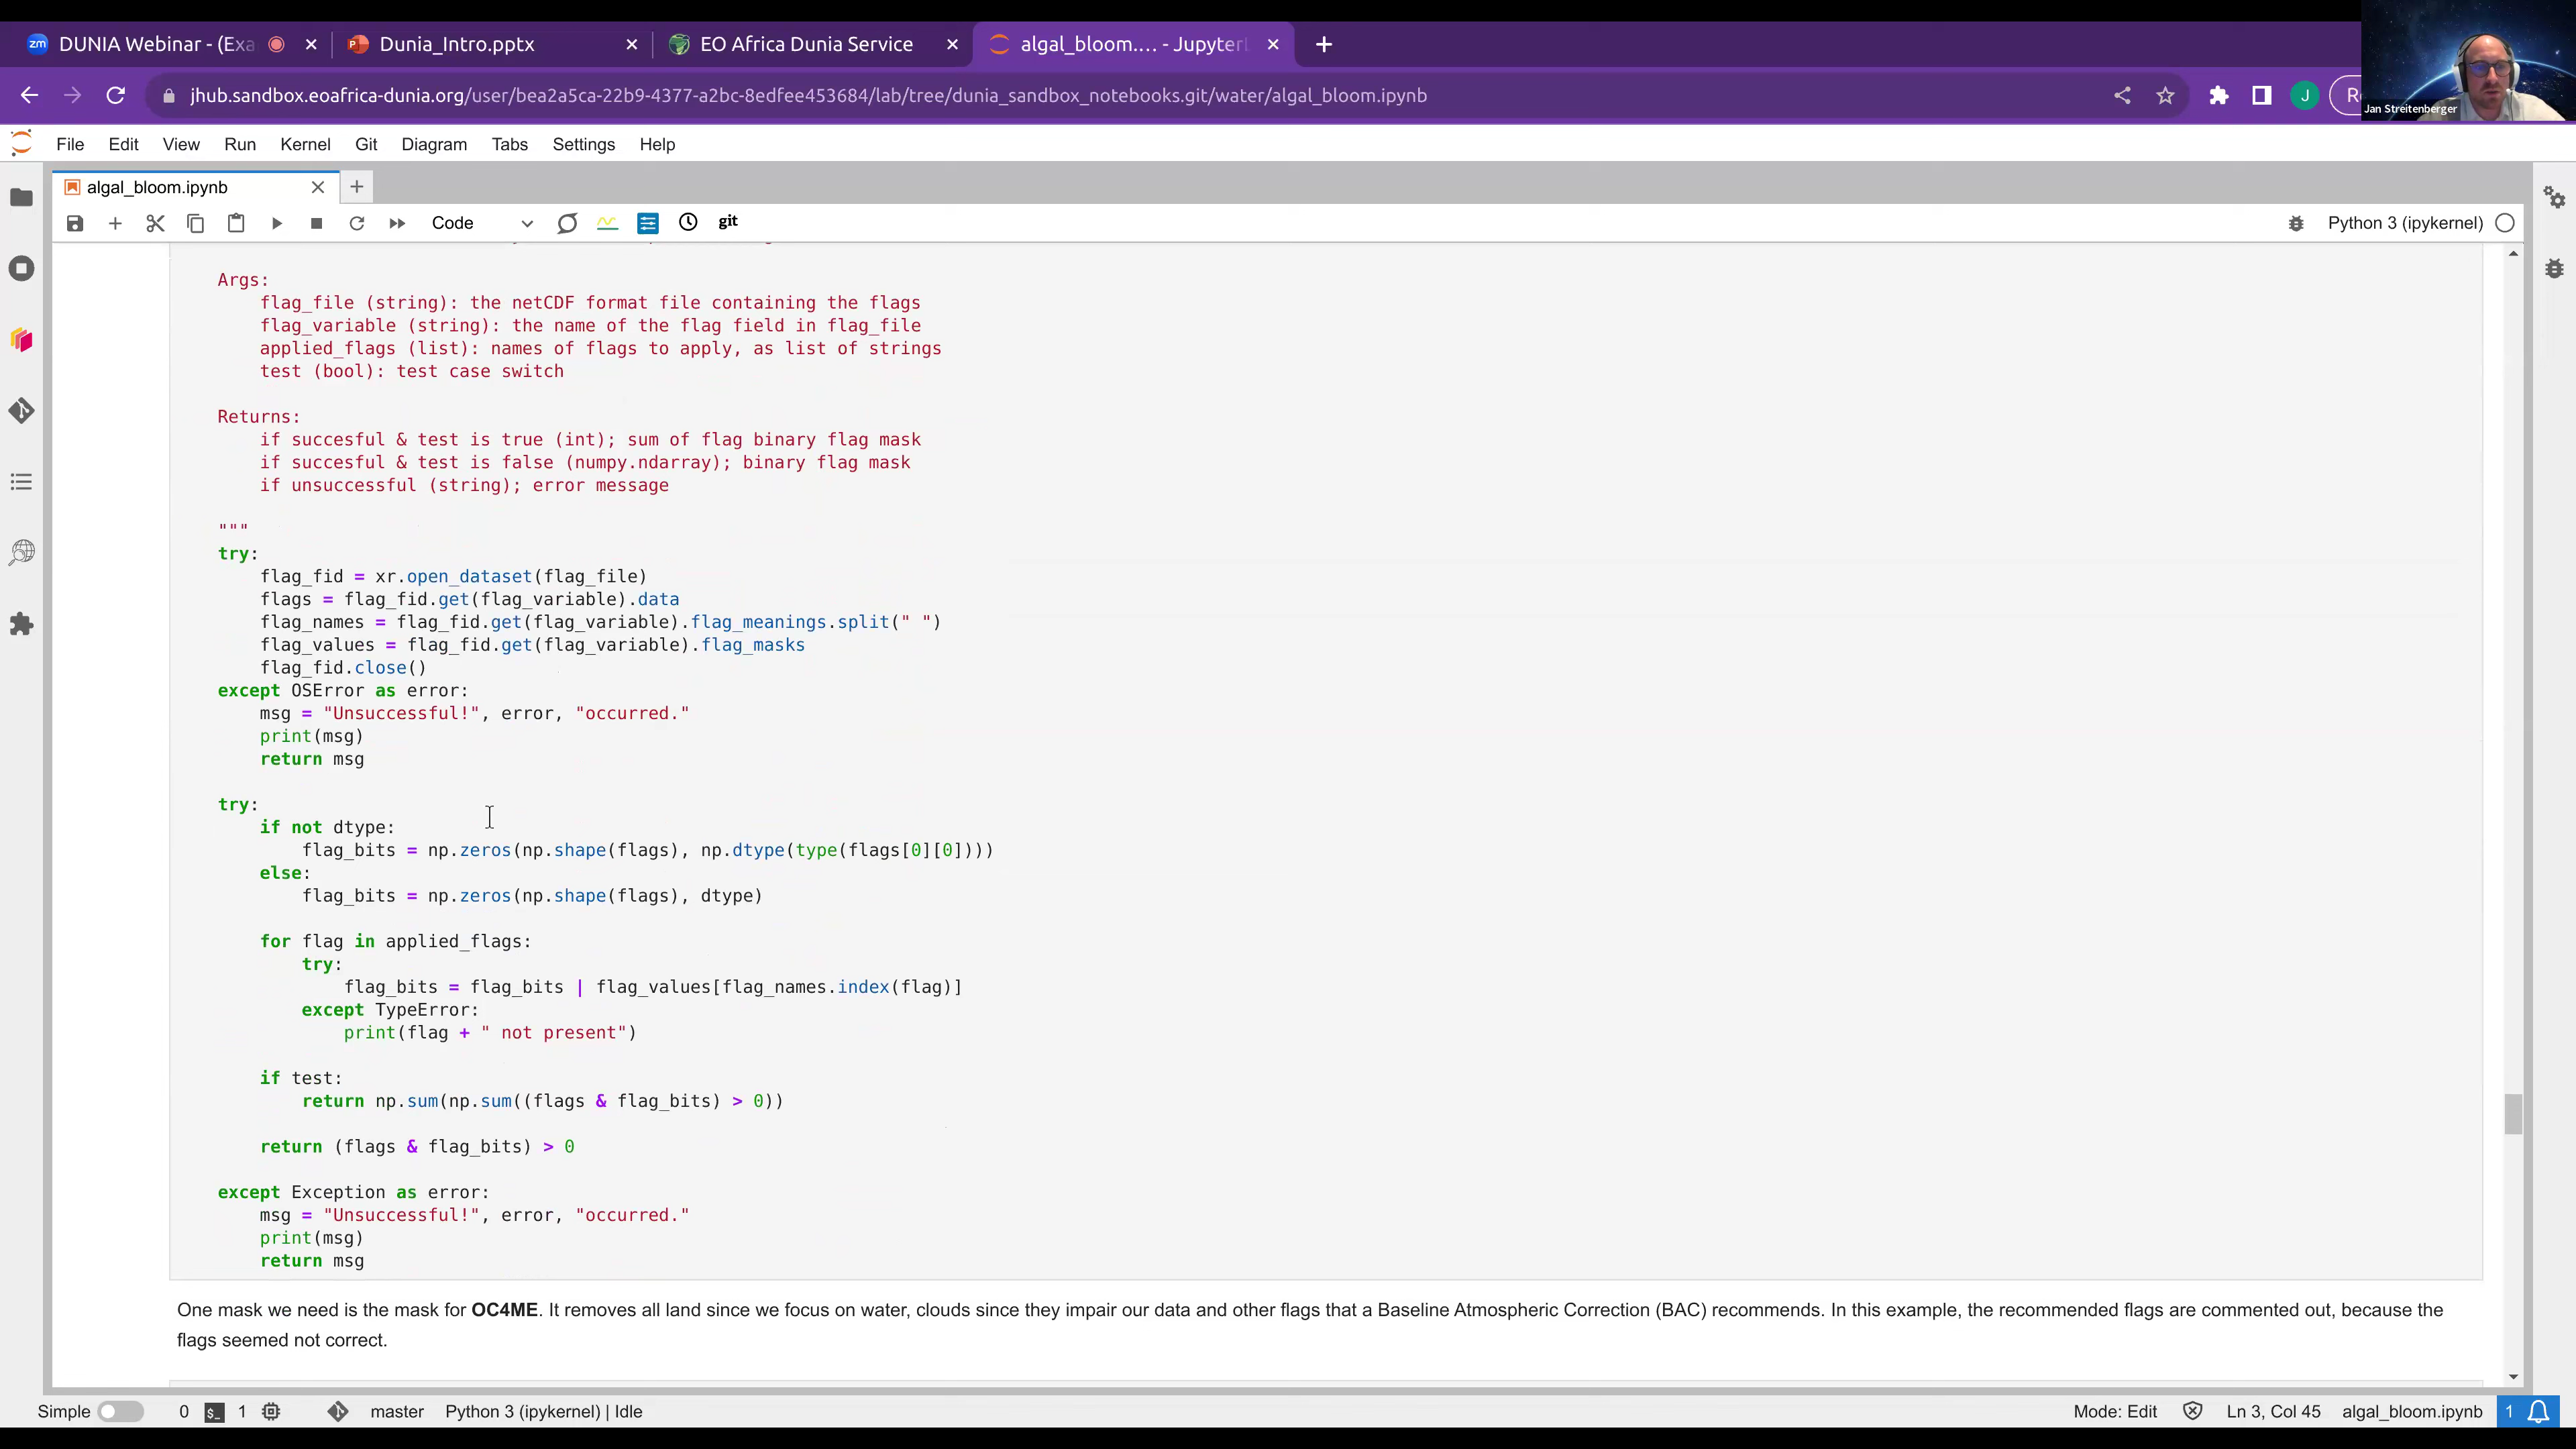 DUNIA Webinar - (Exa
Dunia_Intro.pptx
EO Africa Dunia Service
algal_bloom.... - Jupyter
jhub.sandbox.eoafrica-dunia.org/user/bea2a5ca-22b9-4377-a2bc-8edfee453684/lab/tree/dunia_sandbox_notebooks.git/water/algal_bloom.ipynb
J
Jan Streitenberger
File Edit View Run Kernel Git Diagram Tabs Settings Help
algal_bloom.ipynb
Code
git
Python 3 (ipykernel)
Args:
flag_file (string): the netCDF format file containing the flags
flag_variable (string): the name of the flag field in flag_file
applied_flags (list): names of flags to apply, as list of strings
test (bool): test case switch
Returns:
if succesful & test is true (int); sum of flag binary flag mask
if succesful & test is false (numpy.ndarray); binary flag mask
if unsuccessful (string); error message
"""
try:
flag_fid = xr.open_dataset(flag_file)
flags = flag_fid.get(flag_variable).data
flag_names = flag_fid.get(flag_variable).flag_meanings.split(" ")
flag_values = flag_fid.get(flag_variable).flag_masks
flag_fid.close()
except OSError as error:
msg = "Unsuccessful!", error, "occurred."
print(msg)
return msg
try:
if not dtype:
flag_bits = np.zeros(np.shape(flags), np.dtype(type(flags[0][0])))
else:
flag_bits = np.zeros(np.shape(flags), dtype)
for flag in applied_flags:
try:
flag_bits = flag_bits | flag_values[flag_names.index(flag)]
except TypeError:
print(flag + " not present")
if test:
return np.sum(np.sum((flags & flag_bits) > 0))
return (flags & flag_bits) > 0
except Exception as error:
msg = "Unsuccessful!", error, "occurred."
print(msg)
return msg
One mask we need is the mask for OC4ME. It removes all land since we focus on water, clouds since they impair our data and other flags that a Baseline Atmospheric Correction (BAC) recommends. In this example, the recommended flags are commented out, because the
flags seemed not correct.
Simple 0 1 master Python 3 (ipykernel) | Idle Mode: Edit Ln 3, Col 45 algal_bloom.ipynb 1